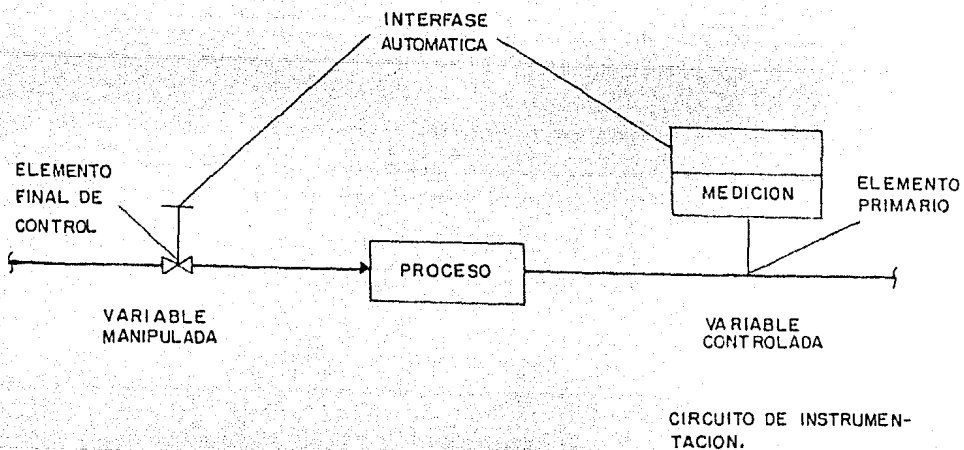 INTERFASE
AUTOMATICA
ELEMENTO
FINAL DE
CONTROL
MEDICION
ELEMENTO
PRIMARIO
PROCESO
VARIABLE
MANIPULADA
VARIABLE
CONTROLADA
CIRCUITO DE INSTRUMEN-
TACION.